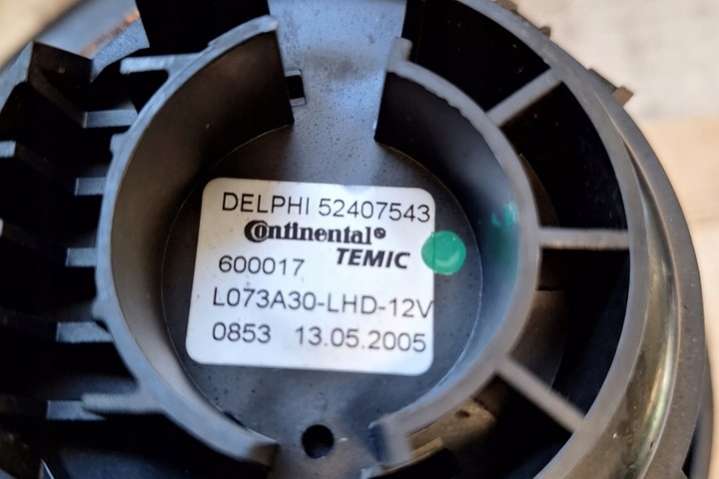 DELPHI 52407543
Continental®
TEMIC
600017
L073A30-LHD-12V
0853 13.05.2005